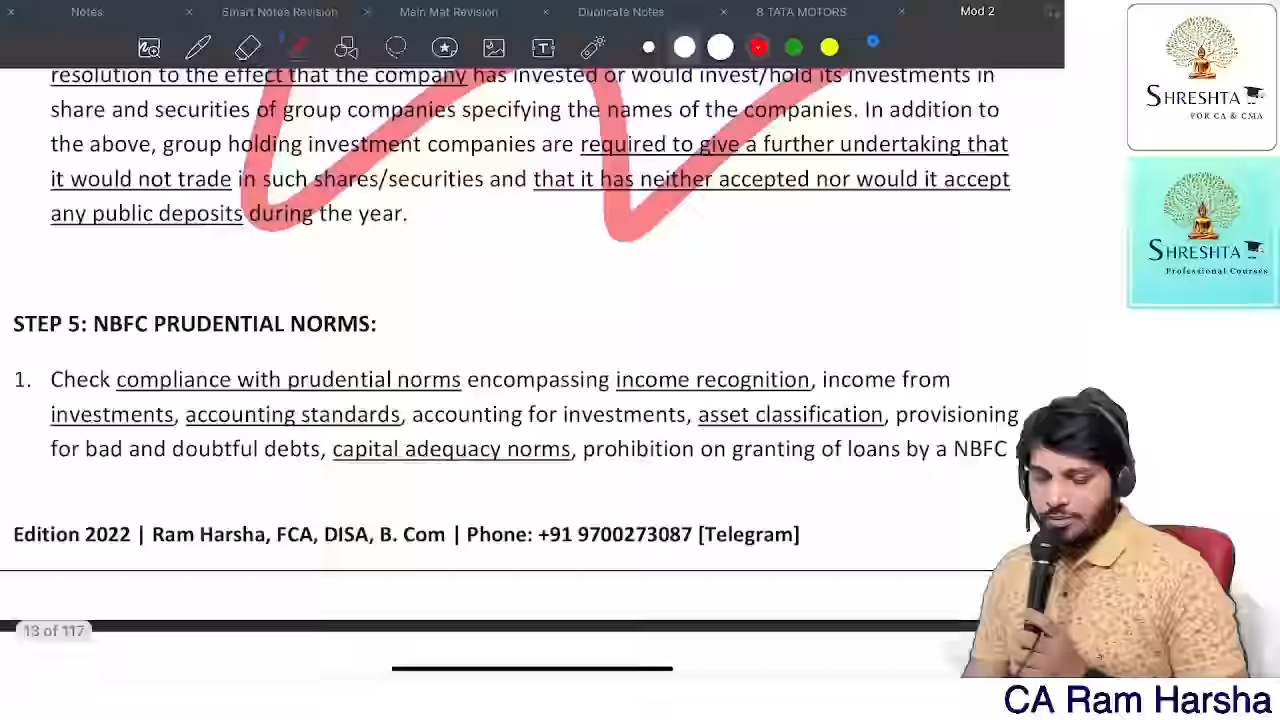 Notes
Smart Notes Revision
Main Mat Revision
Duplicate Notes
8 TATA MOTORS
Mod 2
resolution to the effect that the company has invested or would invest/hold its investments in
share and securities of group companies specifying the names of the companies. In addition to
the above, group holding investment companies are required to give a further undertaking that
it would not trade in such shares/securities and that it has neither accepted nor would it accept
any public deposits during the year.
STEP 5: NBFC PRUDENTIAL NORMS:
1. Check compliance with prudential norms encompassing income recognition, income from
investments, accounting standards, accounting for investments, asset classification, provisioning
for bad and doubtful debts, capital adequacy norms, prohibition on granting of loans by a NBFC
Edition 2022 | Ram Harsha, FCA, DISA, B. Com | Phone: +91 9700273087 [Telegram]
13 of 117
SHRESHTA
FOR CA & CMA
SHRESHTA
Professional Courses
CA Ram Harsha